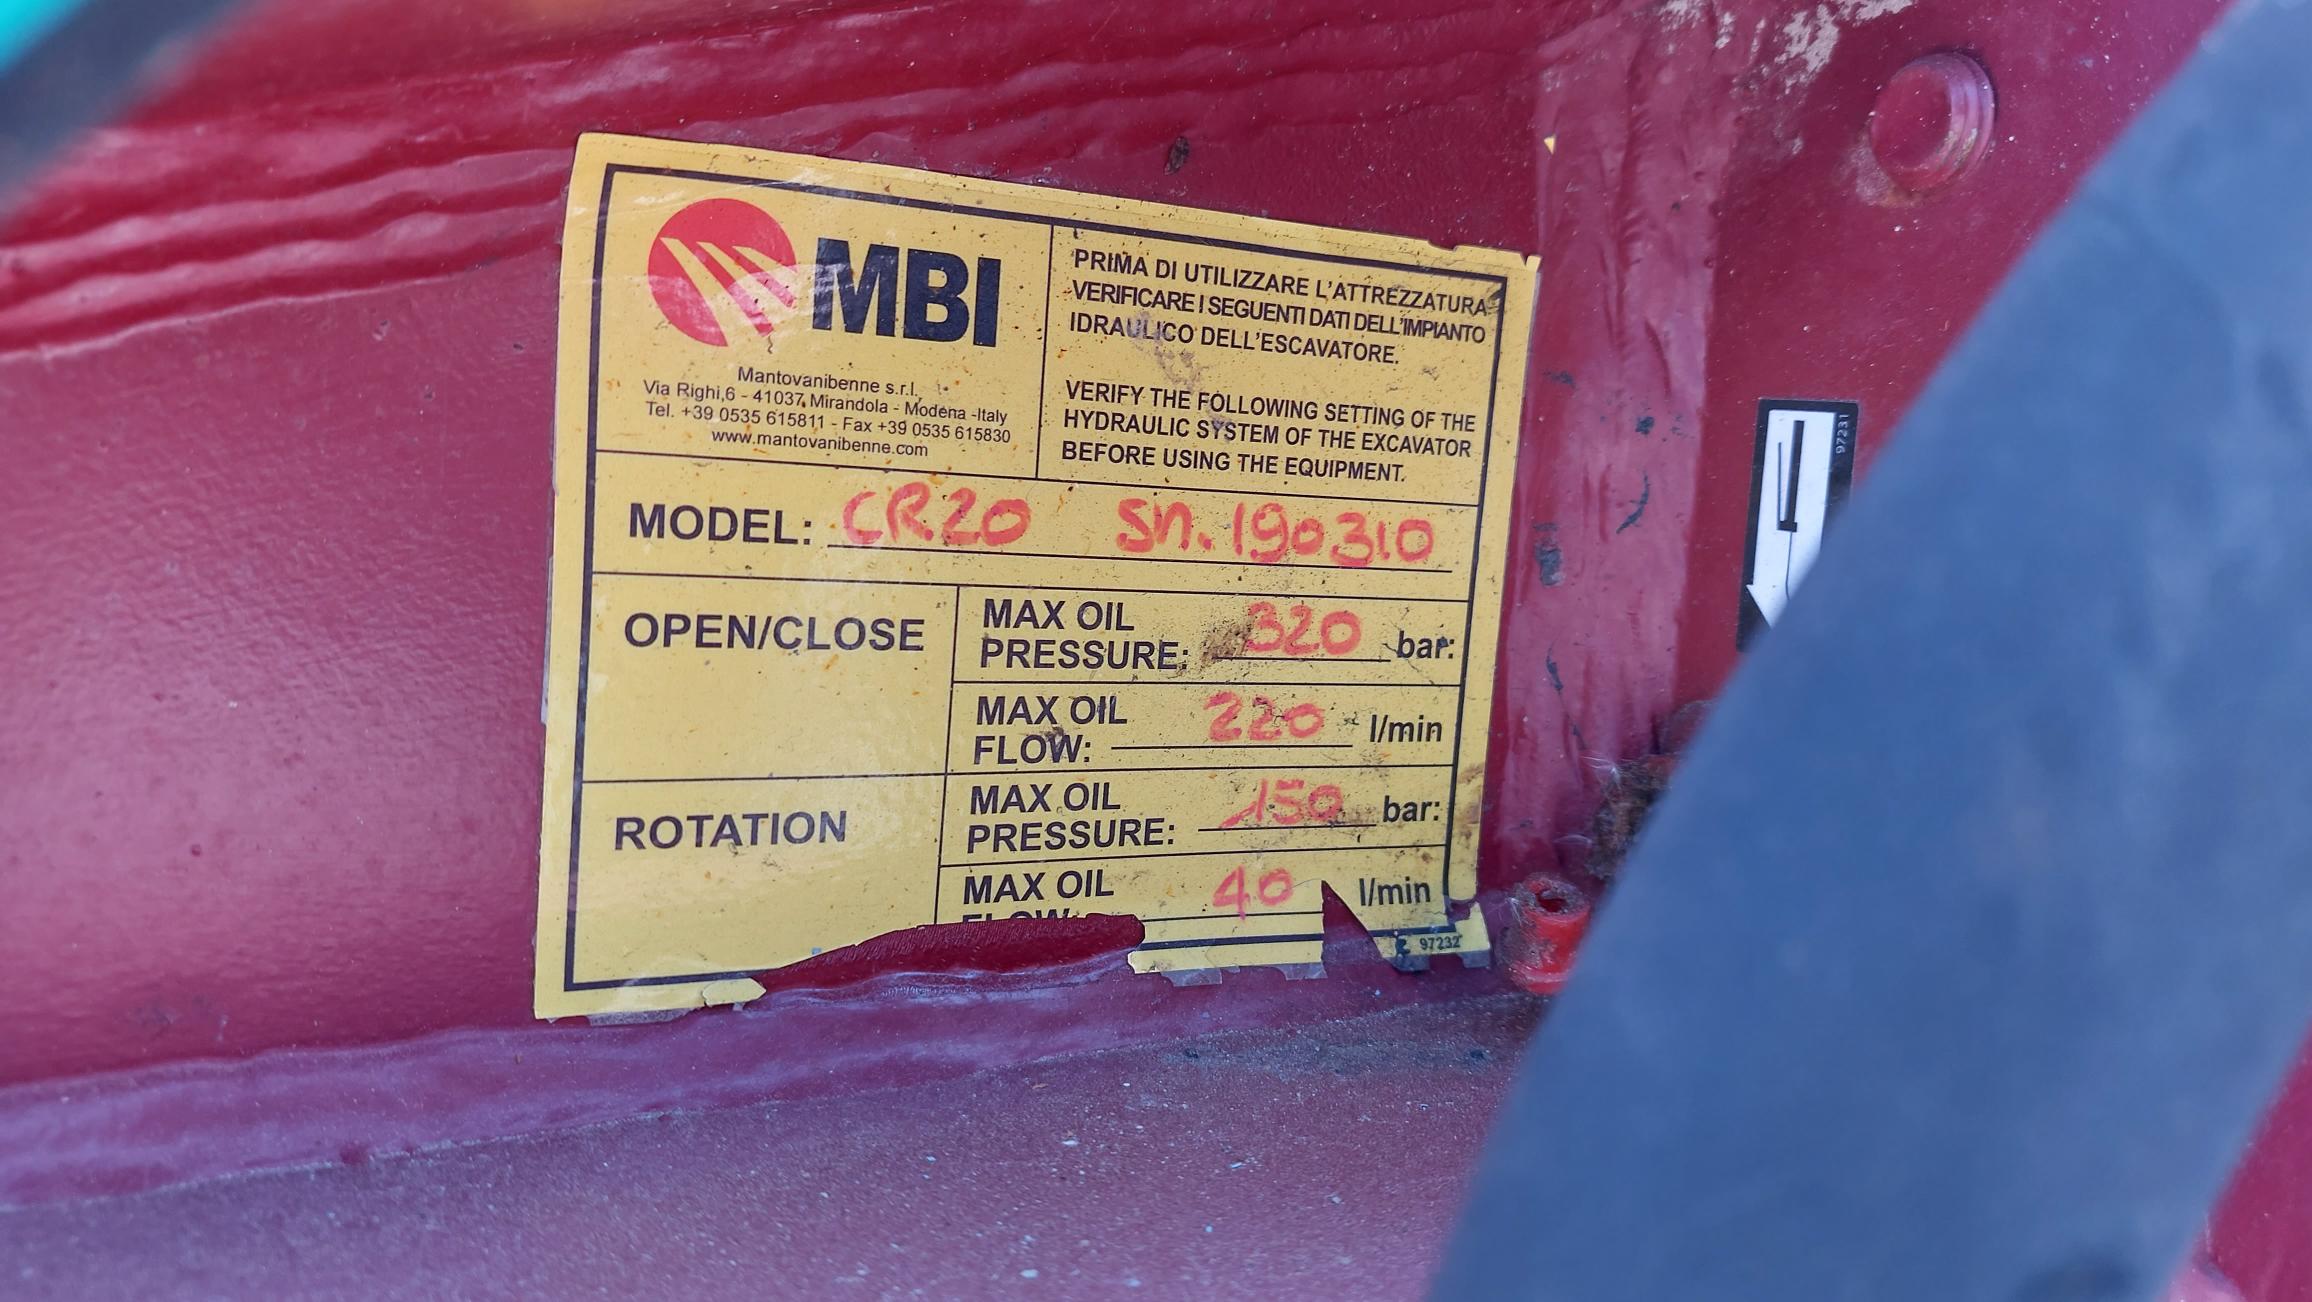 MBI
Mantovanibenne s.r.l.
Via Righi,6 - 41037 Mirandola - Modena -Italy
Tel. +39 0535 615811 - Fax +39 0535 615830
www.mantovanibenne.com
PRIMA DI UTILIZZARE L'ATTREZZATURA
VERIFICARE I SEGUENTI DATI DELL'IMPIANTO
IDRAULICO DELL'ESCAVATORE.
VERIFY THE FOLLOWING SETTING OF THE
HYDRAULIC SYSTEM OF THE EXCAVATOR
BEFORE USING THE EQUIPMENT.
MODEL: CR20 Sn. 190310
OPEN/CLOSE
MAX OIL
PRESSURE: 320 bar:
MAX OIL
FLOW: 220 l/min
ROTATION
MAX OIL
PRESSURE: 150 bar:
MAX OIL
FLOW: 40 l/min
97232
97231